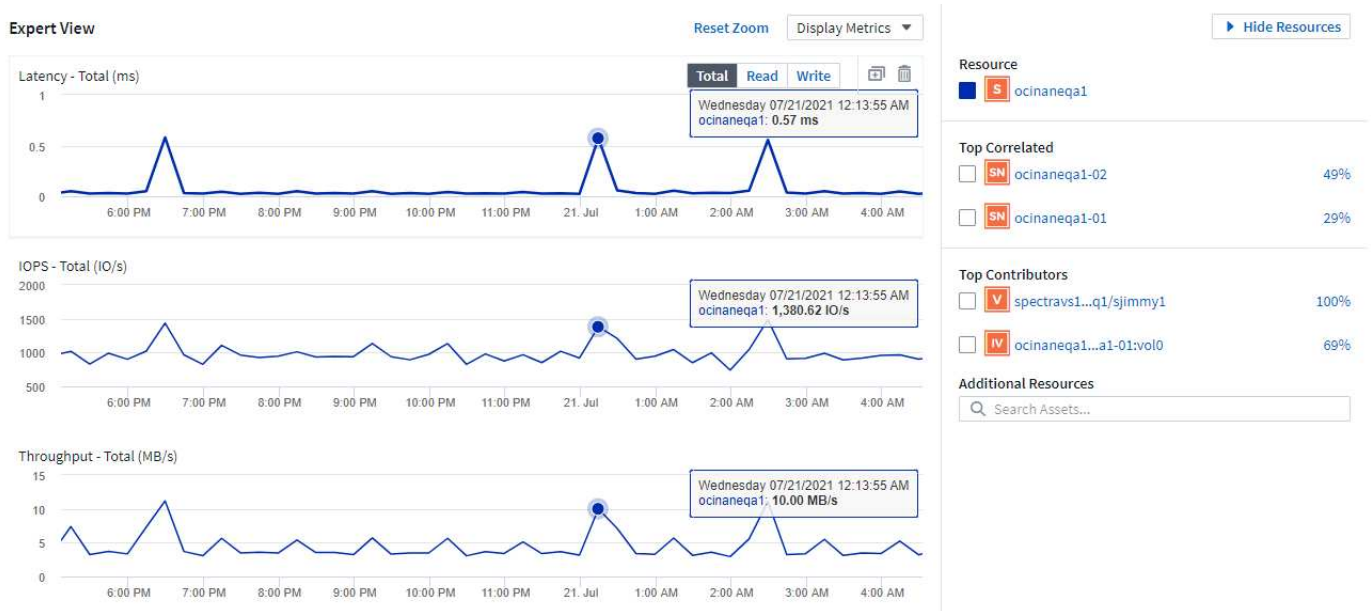 Expert View
Reset Zoom
Display Metrics
Hide Resources
Latency - Total (ms)
Total Read Write
1
0.5
0
Wednesday 07/21/2021 12:13:55 AM
ocinaneqa1: 0.57 ms
6:00 PM 7:00 PM 8:00 PM 9:00 PM 10:00 PM 11:00 PM 21. Jul 1:00 AM 2:00 AM 3:00 AM 4:00 AM
IOPS - Total (IO/s)
2000
1500
1000
500
Wednesday 07/21/2021 12:13:55 AM
ocinaneqa1: 1,380.62 IO/s
6:00 PM 7:00 PM 8:00 PM 9:00 PM 10:00 PM 11:00 PM 21. Jul 1:00 AM 2:00 AM 3:00 AM 4:00 AM
Throughput - Total (MB/s)
15
10
5
0
Wednesday 07/21/2021 12:13:55 AM
ocinaneqa1: 10.00 MB/s
6:00 PM 7:00 PM 8:00 PM 9:00 PM 10:00 PM 11:00 PM 21. Jul 1:00 AM 2:00 AM 3:00 AM 4:00 AM
Resource
S ocinaneqa1
Top Correlated
SN ocinaneqa1-02 49%
SN ocinaneqa1-01 29%
Top Contributors
V spectravs1...q1/sjimmy1 100%
IV ocinaneqa1...a1-01:vol0 69%
Additional Resources
Search Assets...